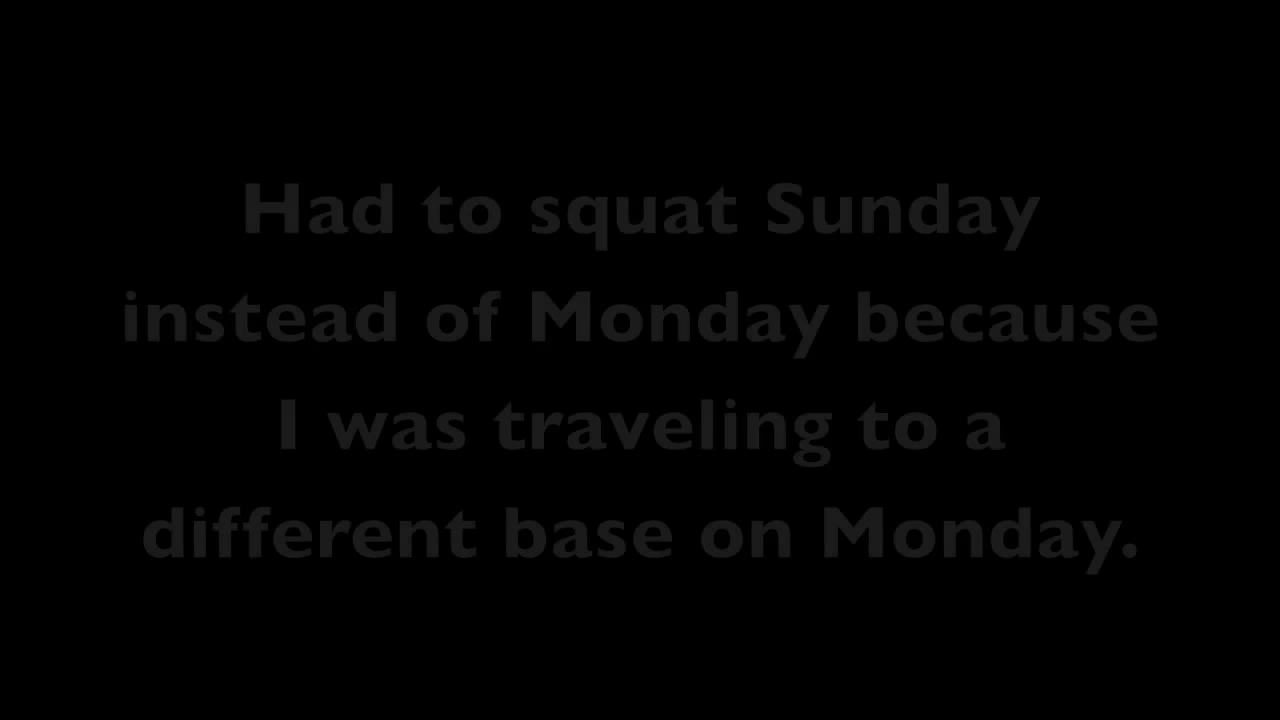 Had to squat Sunday
instead of Monday because
I was traveling to a
different base on Monday.